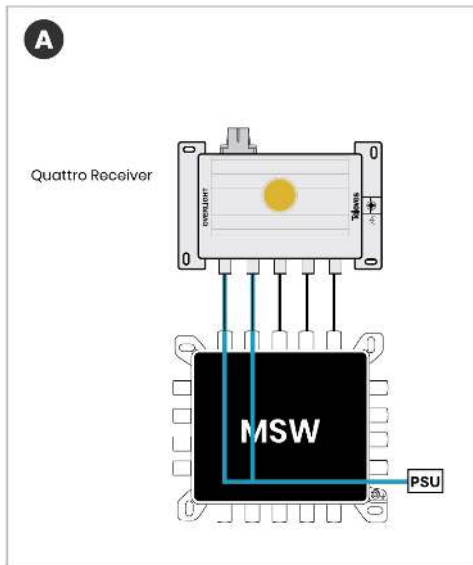 A
Quattro Receiver
OVERLIGHT
Televes
MSW
PSU